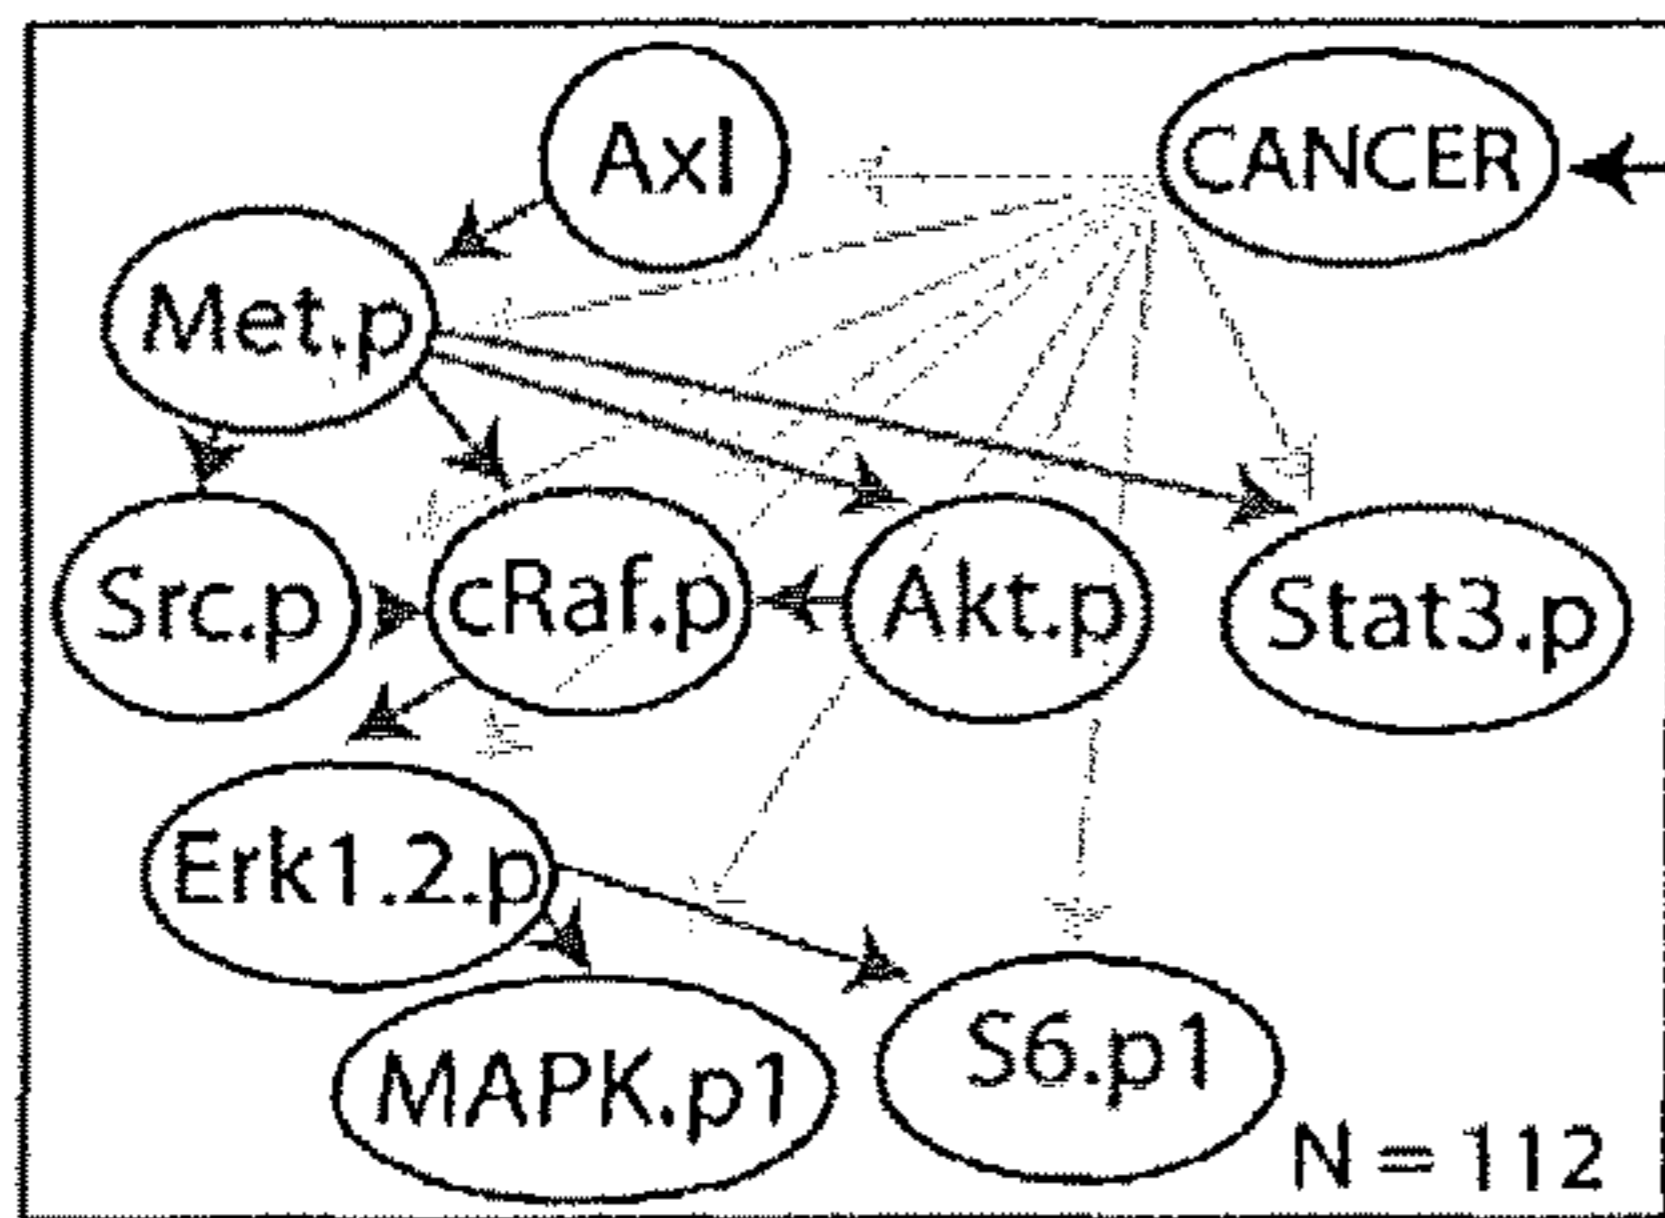 Axl
CANCER
Met.p
Src.p
cRaf.p
Akt.p
Stat3.p
Erk1.2.p
MAPK.p1
S6.p1
N = 112